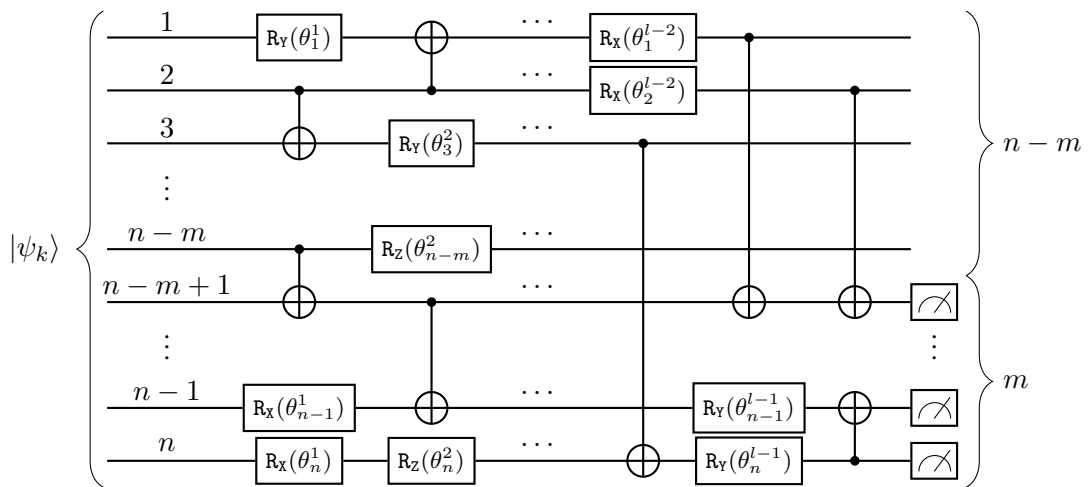 1 R_Y(θ_1^1) ⋯ R_X(θ_1^{l-2})
2 ⋯ R_X(θ_2^{l-2})
3 R_Y(θ_3^2) ⋯
n − m
⋮
|ψ_k⟩
n − m R_Z(θ_{n-m}^2) ⋯
n − m + 1 ⋯
⋮ ⋮
m
n − 1 R_X(θ_{n-1}^1) ⋯ R_Y(θ_{n-1}^{l-1})
n R_X(θ_n^1) R_Z(θ_n^2) ⋯ R_Y(θ_n^{l-1})